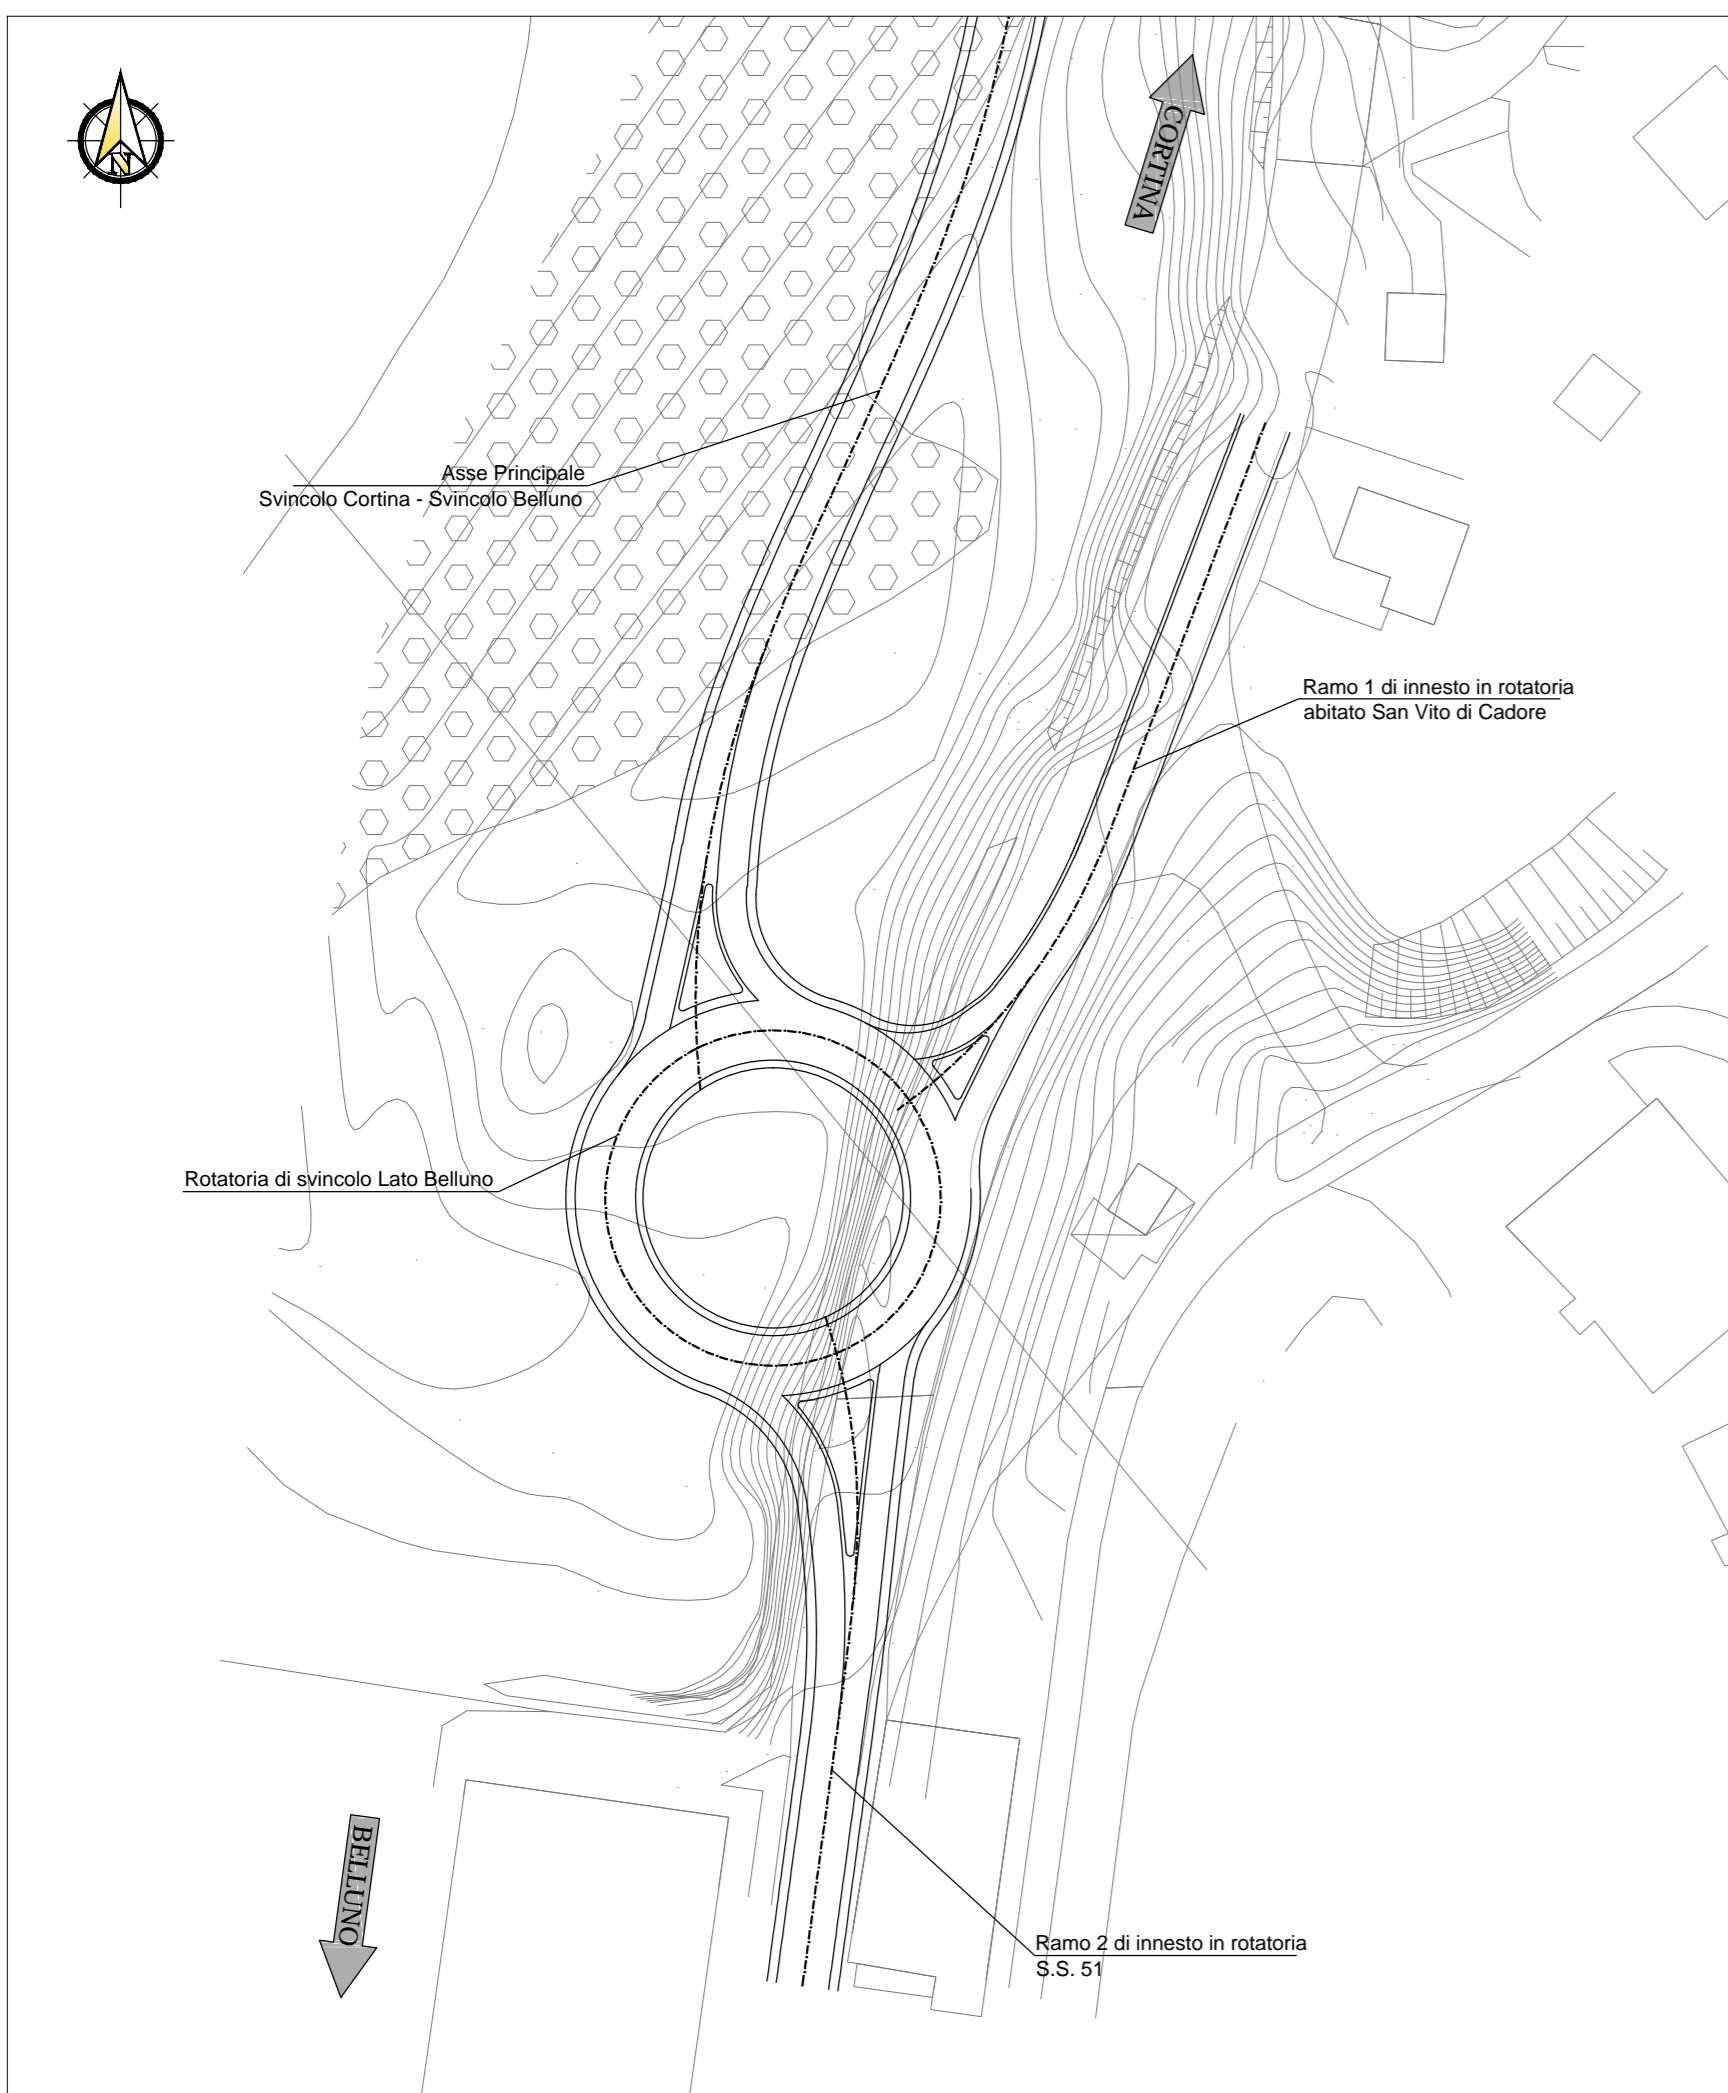 N
CORTINA
Asse Principale
Svincolo Cortina - Svincolo Belluno
Ramo 1 di innesto in rotatoria
abitato San Vito di Cadore
Rotatoria di svincolo Lato Belluno
BELLUNO
Ramo 2 di innesto in rotatoria
S.S. 51